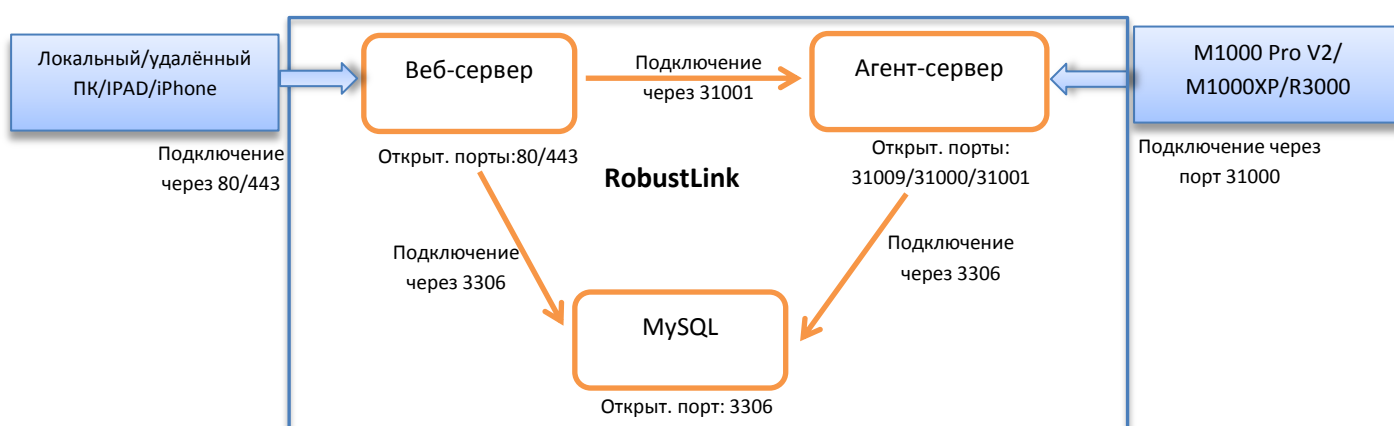 Локальный/удалённый
ПК/IPAD/iPhone
Подключение
через 80/443
Веб-сервер
Открыт. порты:80/443
Подключение
через 31001
Агент-сервер
Открыт. порты:
31009/31000/31001
M1000 Pro V2/
M1000XP/R3000
Подключение через
порт 31000
RobustLink
Подключение
через 3306
Подключение
через 3306
MySQL
Открыт. порт: 3306